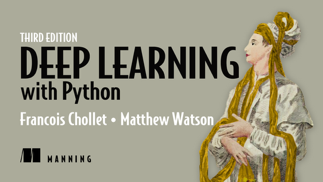 THIRD EDITION
DEEP LEARNING
with Python
Francois Chollet • Matthew Watson
MANNING